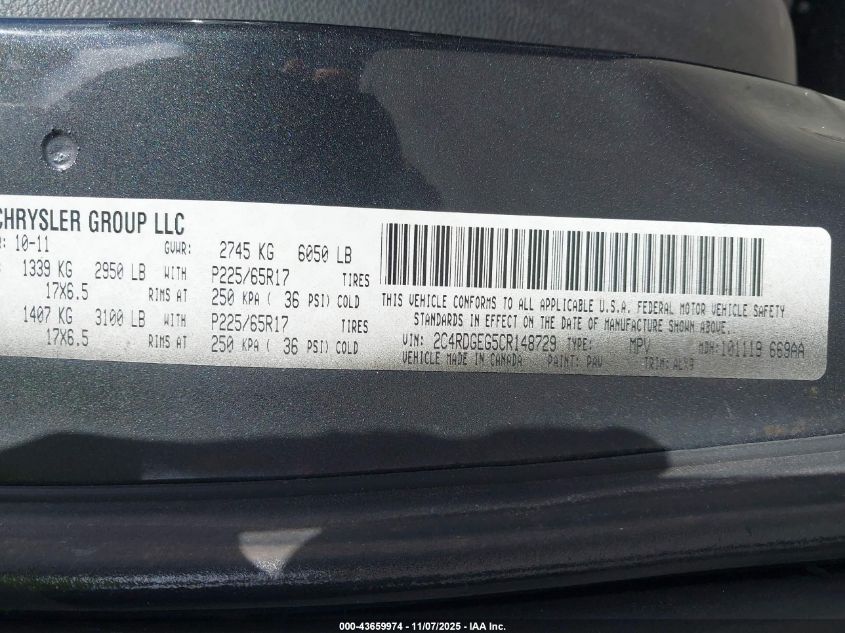 CHRYSLER GROUP LLC
: 10-11 GVWR: 2745 KG 6050 LB
1339 KG 2950 LB WITH P225/65R17 TIRES
17X6.5 RIMS AT 250 KPA ( 36 PSI) COLD
1407 KG 3100 LB WITH P225/65R17 TIRES
17X6.5 RIMS AT 250 KPA ( 36 PSI) COLD
THIS VEHICLE CONFORMS TO ALL APPLICABLE U.S.A. FEDERAL MOTOR VEHICLE SAFETY
STANDARDS IN EFFECT ON THE DATE OF MANUFACTURE SHOWN ABOVE.
VIN: 2C4RDGEG5CR148729 TYPE: MPV MDH: 101119 669AA
VEHICLE MADE IN CANADA PAINT: PAV TRIM: ALX9
000-43659974 | 11/07/2025 - IAA Inc.